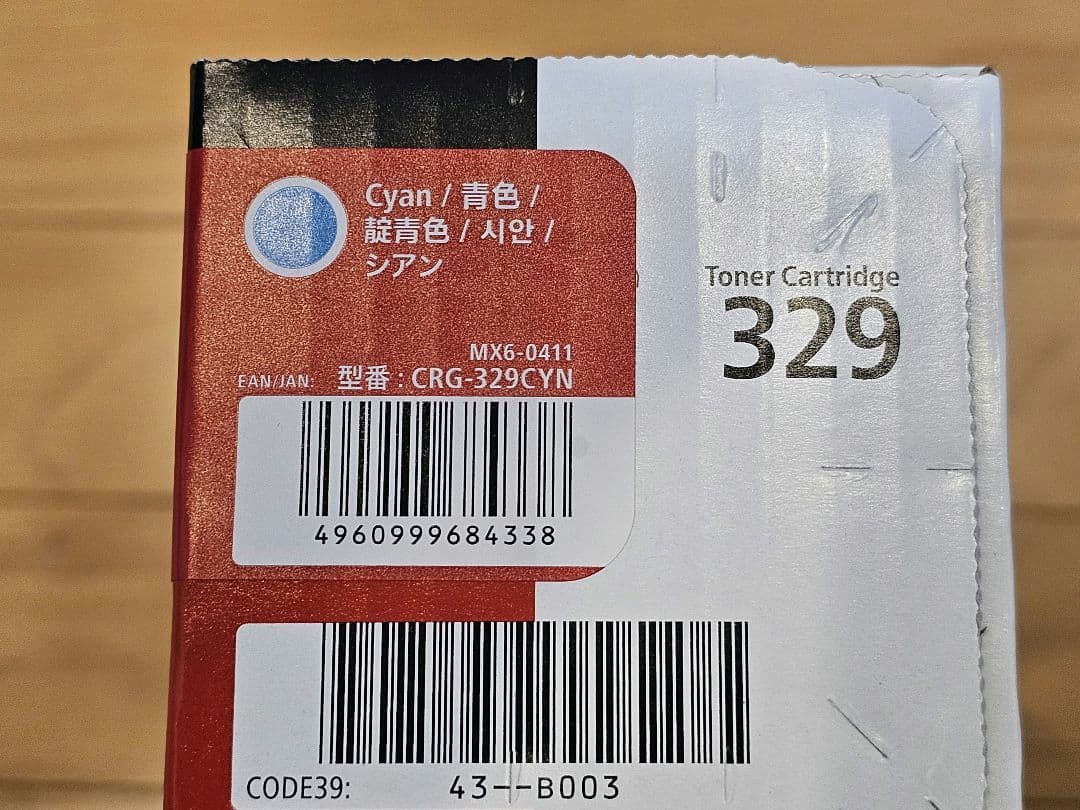 Cyan / 青色 /
靛青色 / 시안 /
シアン
Toner Cartridge
329
MX6-0411
EAN/JAN: 型番 : CRG-329CYN
4960999684338
CODE39: 43--B003